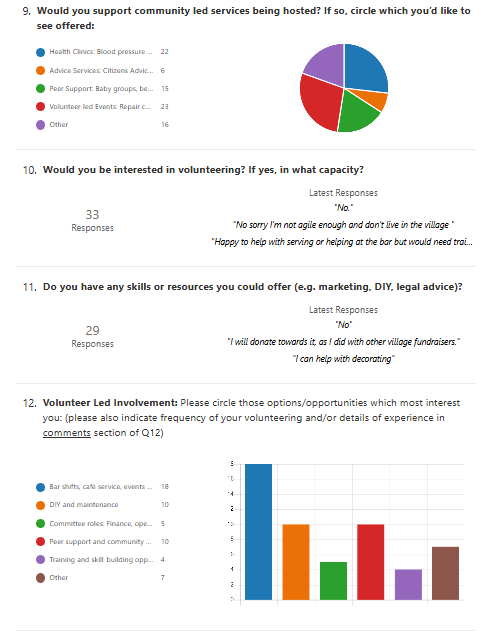 9. Would you support community led services being hosted? If so, circle which you'd like to
see offered:
Health Clinics: Blood pressure ... 22
Advice Services: Citizens Advic... 6
Peer Support: Baby groups, be... 15
Volunteer-led Events: Repair c... 23
Other 16
10. Would you be interested in volunteering? If yes, in what capacity?
33
Responses
Latest Responses
"No."
"No sorry I'm not agile enough and don't live in the village "
"Happy to help with serving or helping at the bar but would need trai...
11. Do you have any skills or resources you could offer (e.g. marketing, DIY, legal advice)?
29
Responses
Latest Responses
"No"
"I will donate towards it, as I did with other village fundraisers."
"I can help with decorating"
12. Volunteer Led Involvement: Please circle those options/opportunities which most interest
you: (please also indicate frequency of your volunteering and/or details of experience in
comments section of Q12)
Bar shifts, café service, events ... 18
DIY and maintenance 10
Committee roles: Finance, ope... 5
Peer support and community ... 10
Training and skill-building opp... 4
Other 7